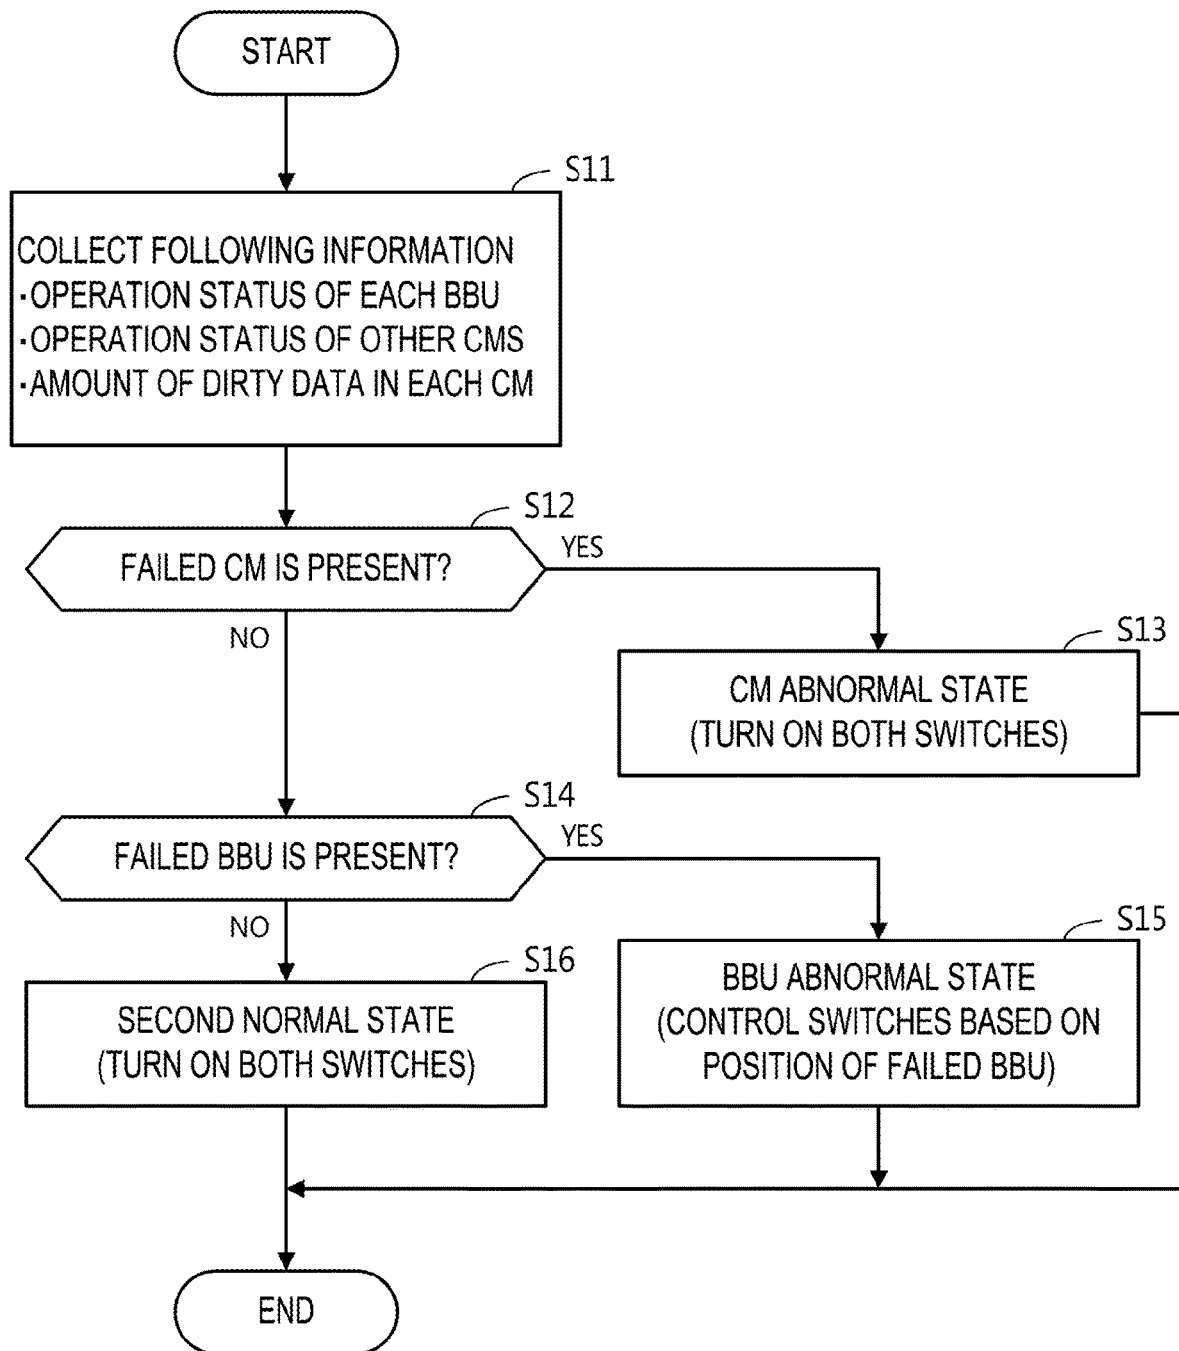 START
S11
COLLECT FOLLOWING INFORMATION
·OPERATION STATUS OF EACH BBU
·OPERATION STATUS OF OTHER CMS
·AMOUNT OF DIRTY DATA IN EACH CM
S12
FAILED CM IS PRESENT?
YES
NO
S13
CM ABNORMAL STATE
(TURN ON BOTH SWITCHES)
S14
FAILED BBU IS PRESENT?
YES
NO
S15
BBU ABNORMAL STATE
(CONTROL SWITCHES BASED ON
POSITION OF FAILED BBU)
S16
SECOND NORMAL STATE
(TURN ON BOTH SWITCHES)
END